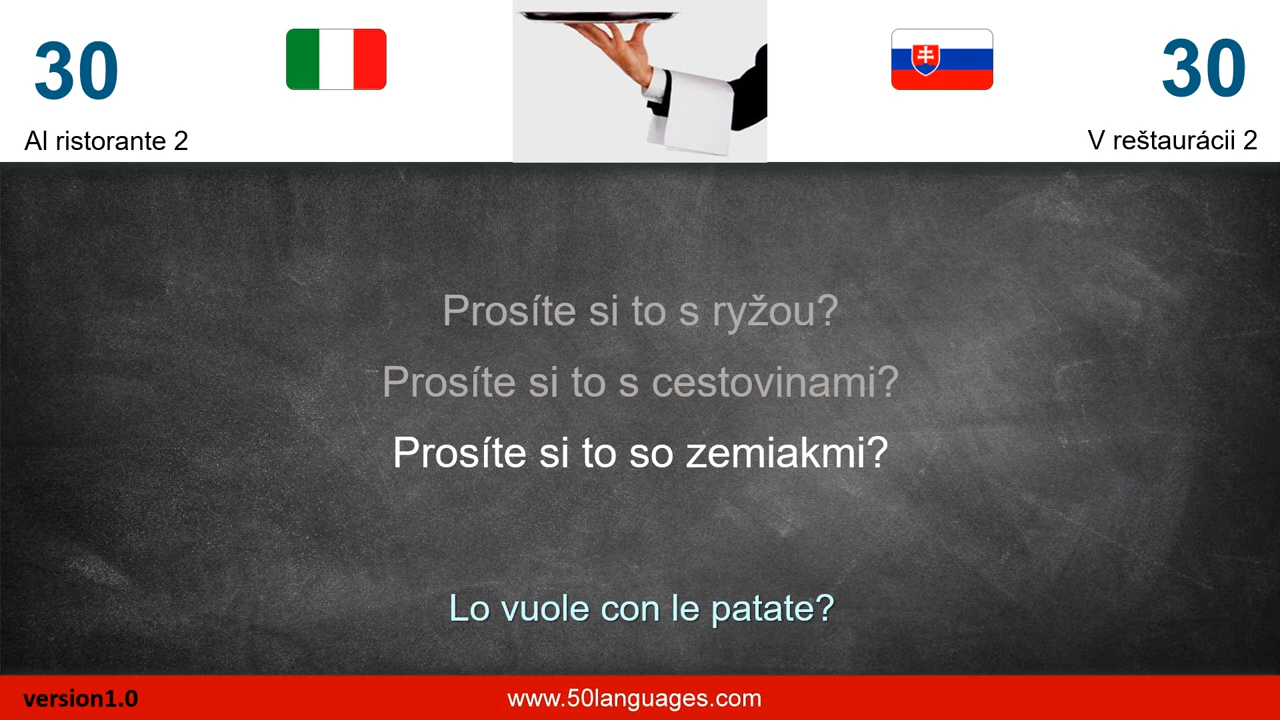 30
30
Al ristorante 2
V reštaurácii 2
Prosíte si to s ryžou?
Prosíte si to s cestovinami?
Prosíte si to so zemiakmi?
Lo vuole con le patate?
version1.0
www.50languages.com